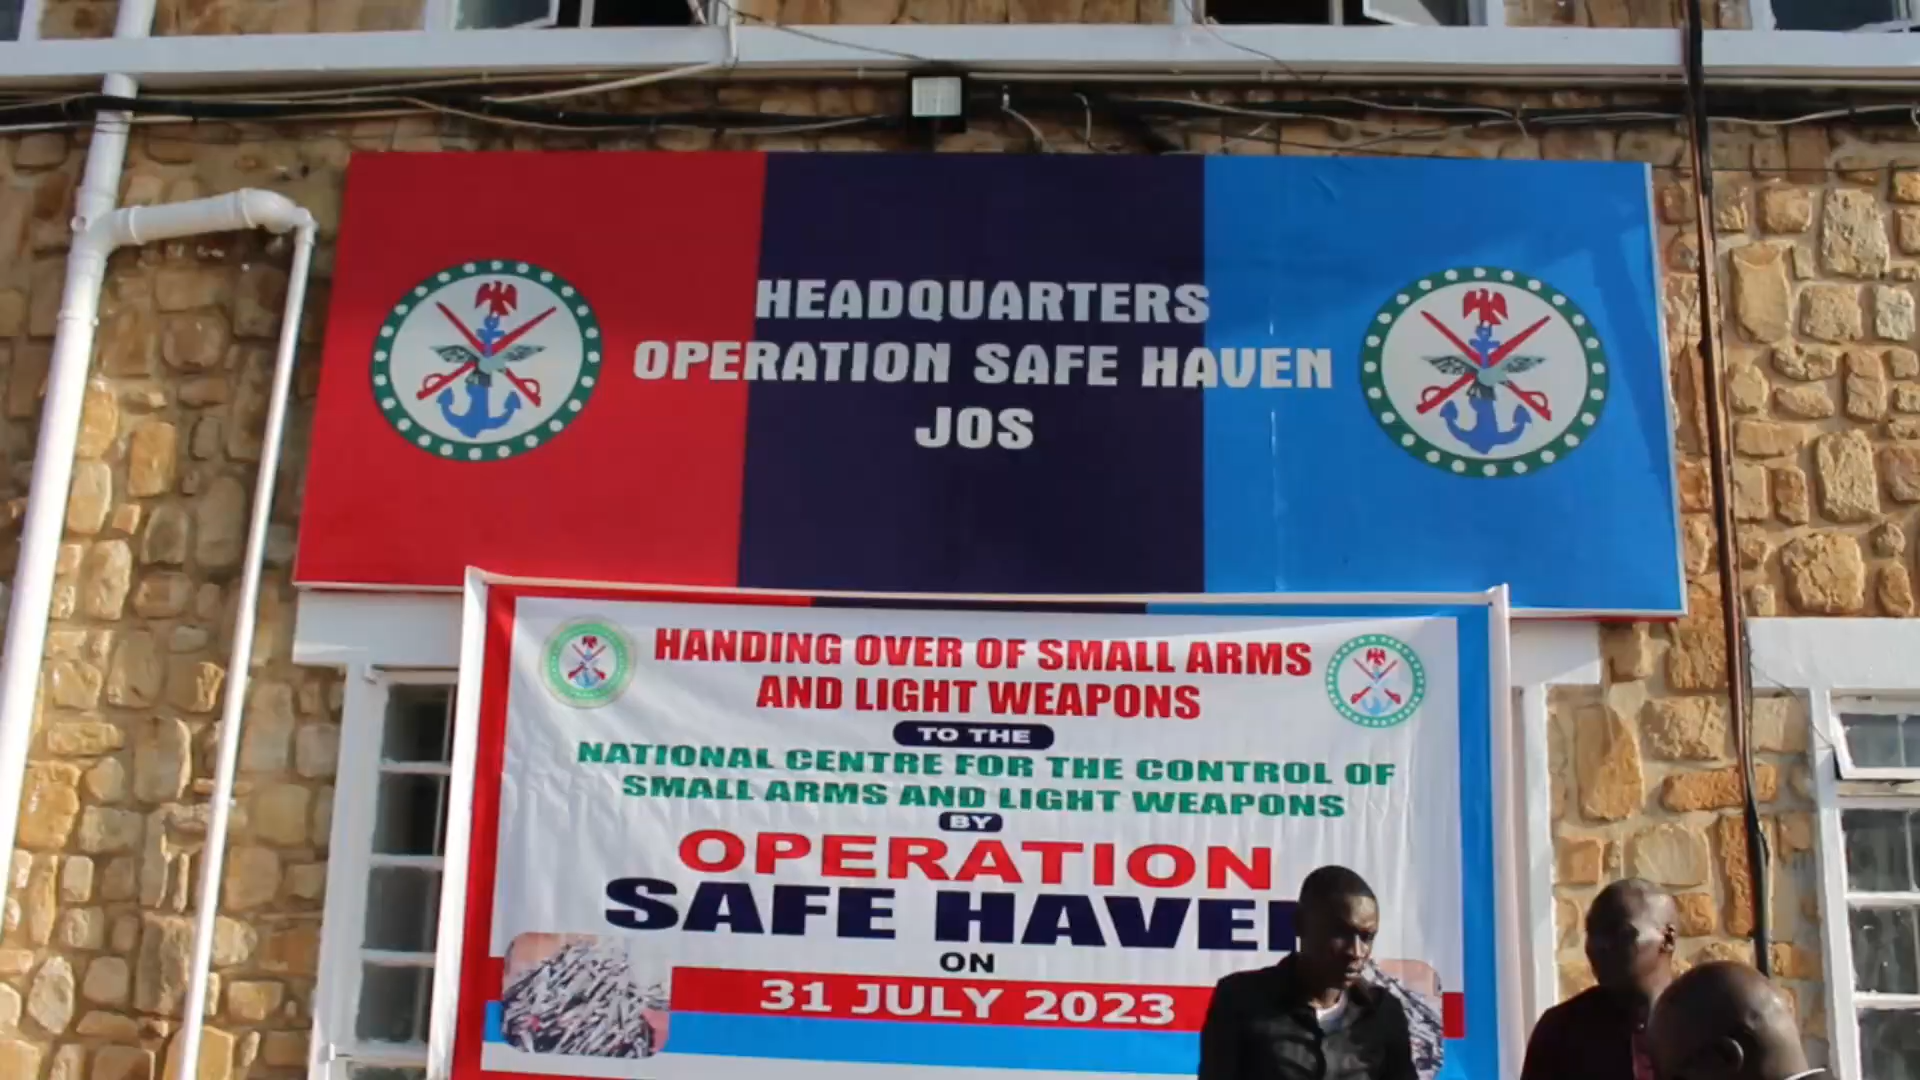 HEADQUARTERS
OPERATION SAFE HAVEN
JOS
HANDING OVER OF SMALL ARMS
AND LIGHT WEAPONS
TO THE
NATIONAL CENTRE FOR THE CONTROL OF
SMALL ARMS AND LIGHT WEAPONS
BY
OPERATION
SAFE HAVEN
ON
31 JULY 2023